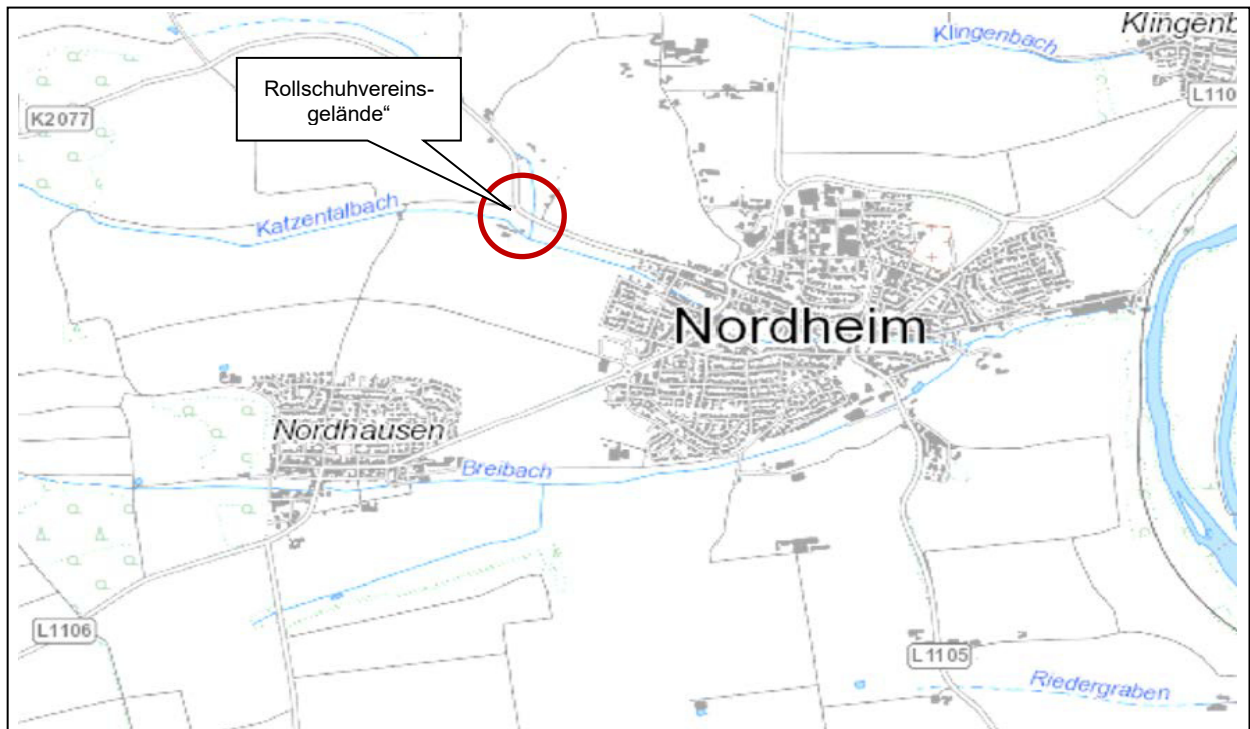 Klingenb
Klingenbach
L110
K2077
Rollschuhvereins-
gelände“
Katzentalbach
Nordheim
Nordhausen
Breibach
L1106
L1105
Riedergraben